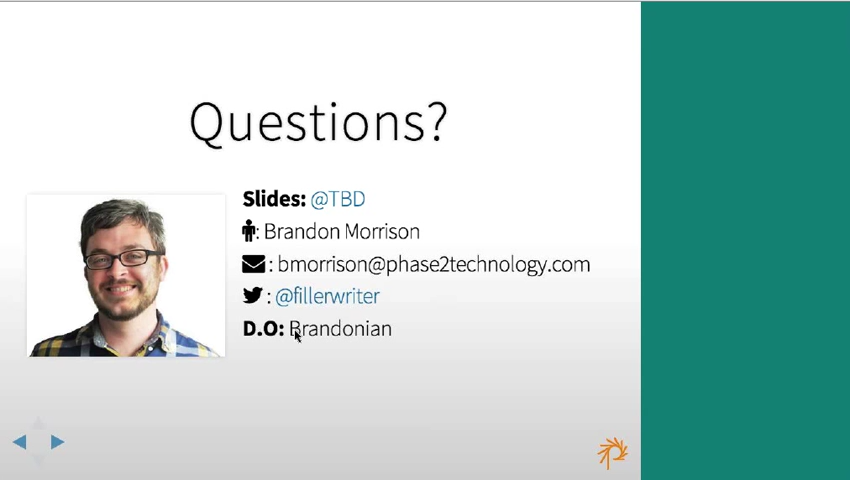 Questions?
Slides: @TBD
: Brandon Morrison
: bmorrison@phase2technology.com
: @fillerwriter
D.O: Brandonian